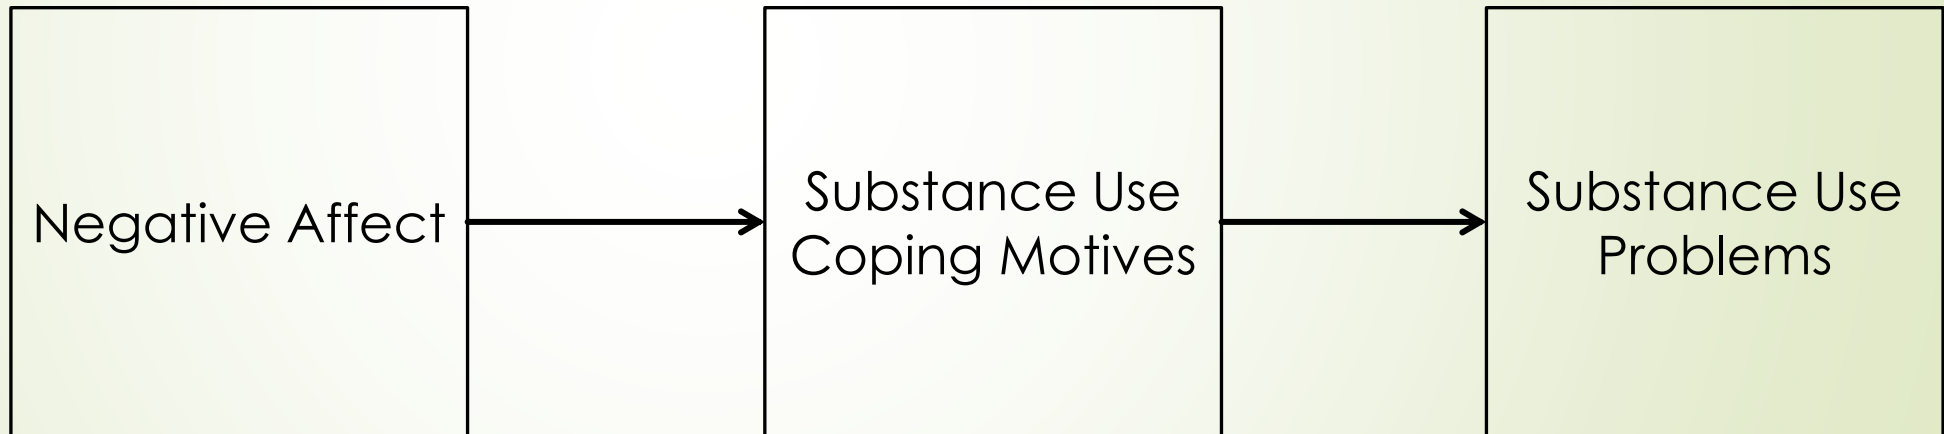 Negative Affect
Substance Use
Coping Motives
Substance Use
Problems